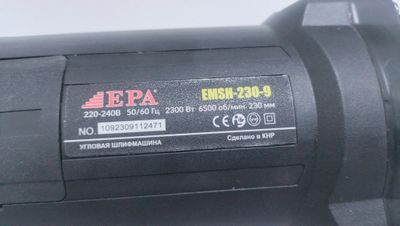 EPA EMSH-230-9
220-240В 50/60 Гц 2300 Вт 6500 об/мин. 230 мм
NO. 1092309112471 CE
УГЛОВАЯ ШЛИФМАШИНА Сделано в КНР